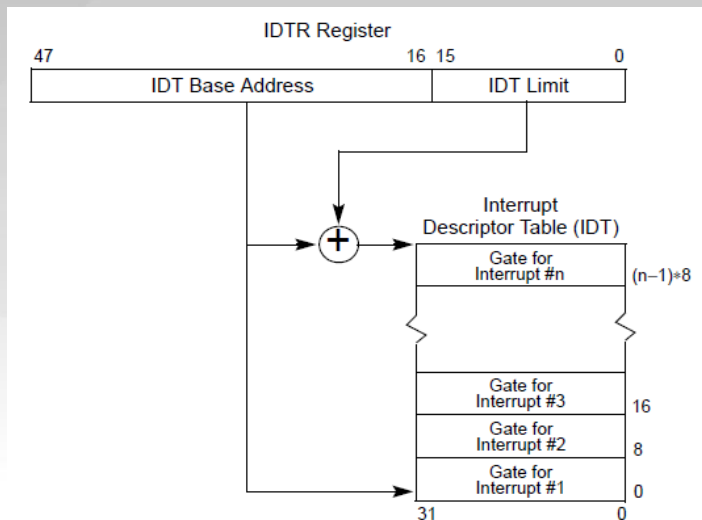 IDTR Register
47 16 15 0
IDT Base Address IDT Limit
+
Interrupt
Descriptor Table (IDT)
Gate for
Interrupt #n
(n−1)∗8
Gate for
Interrupt #3
16
Gate for
Interrupt #2
8
Gate for
Interrupt #1
0
31 0